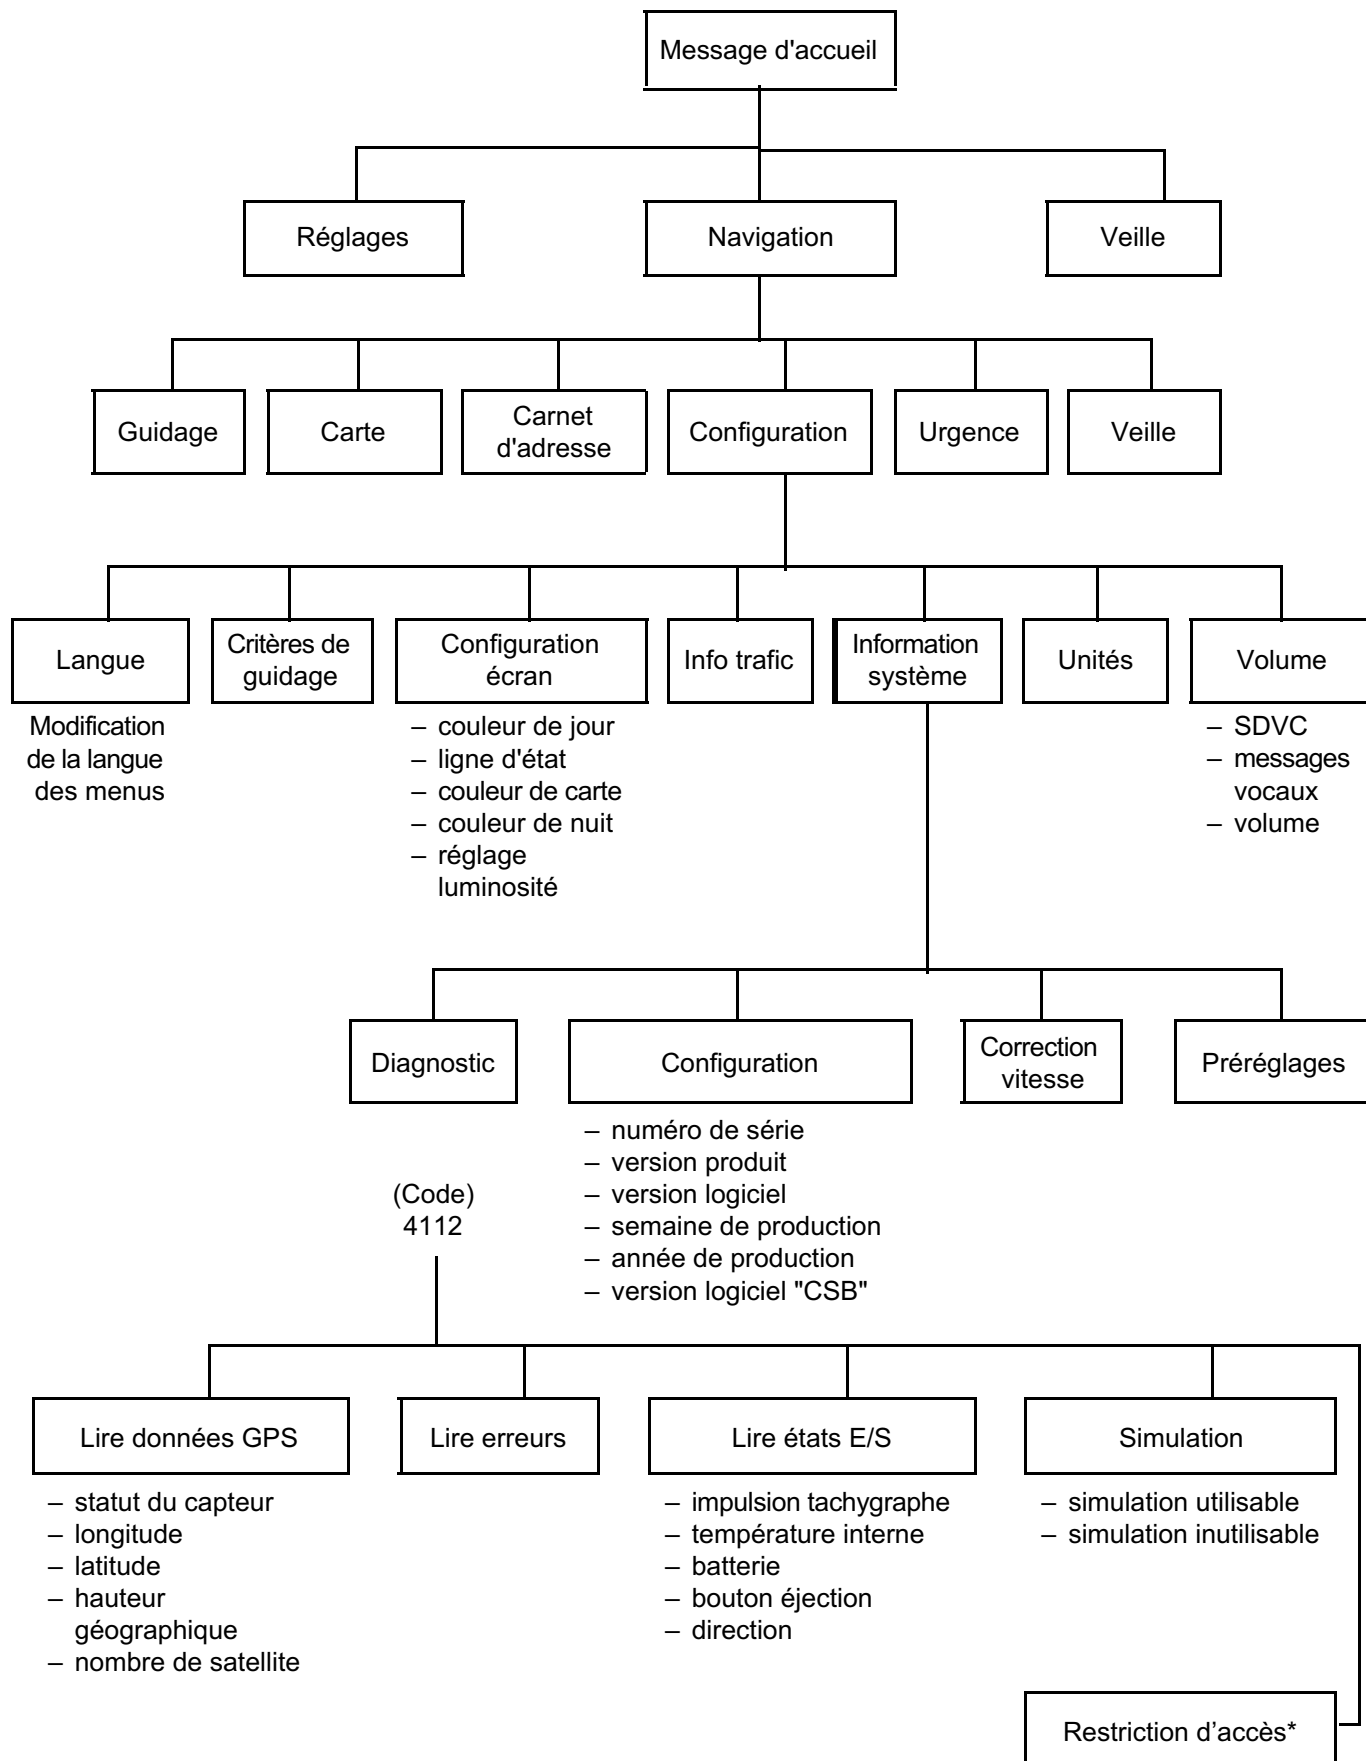 Message d'accueil
Réglages
Navigation
Veille
Guidage
Carte
Carnet
d'adresse
Configuration
Urgence
Veille
Langue
Critères de
guidage
Configuration
écran
Info trafic
Information
système
Unités
Volume
Modification
de la langue
des menus
– couleur de jour
– ligne d'état
– couleur de carte
– couleur de nuit
– réglage
luminosité
– SDVC
– messages
vocaux
– volume
Diagnostic
Configuration
Correction
vitesse
Préréglages
(Code)
4112
– numéro de série
– version produit
– version logiciel
– semaine de production
– année de production
– version logiciel "CSB"
Lire données GPS
Lire erreurs
Lire états E/S
Simulation
– statut du capteur
– longitude
– latitude
– hauteur
géographique
– nombre de satellite
– impulsion tachygraphe
– température interne
– batterie
– bouton éjection
– direction
– simulation utilisable
– simulation inutilisable
Restriction d’accès*